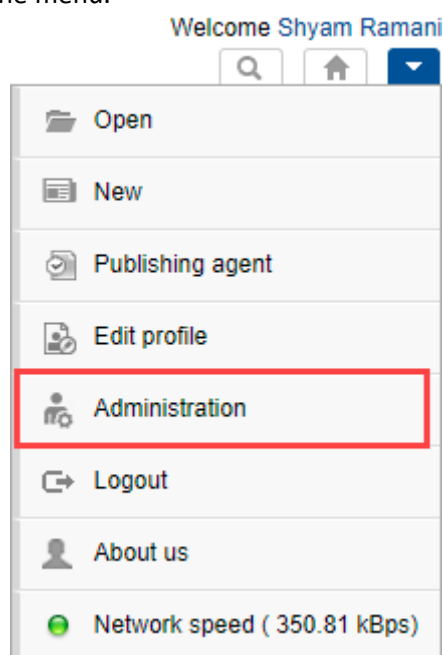 ne menu.
Welcome Shyam Ramani
Open
New
Publishing agent
Edit profile
Administration
Logout
About us
Network speed ( 350.81 kBps)